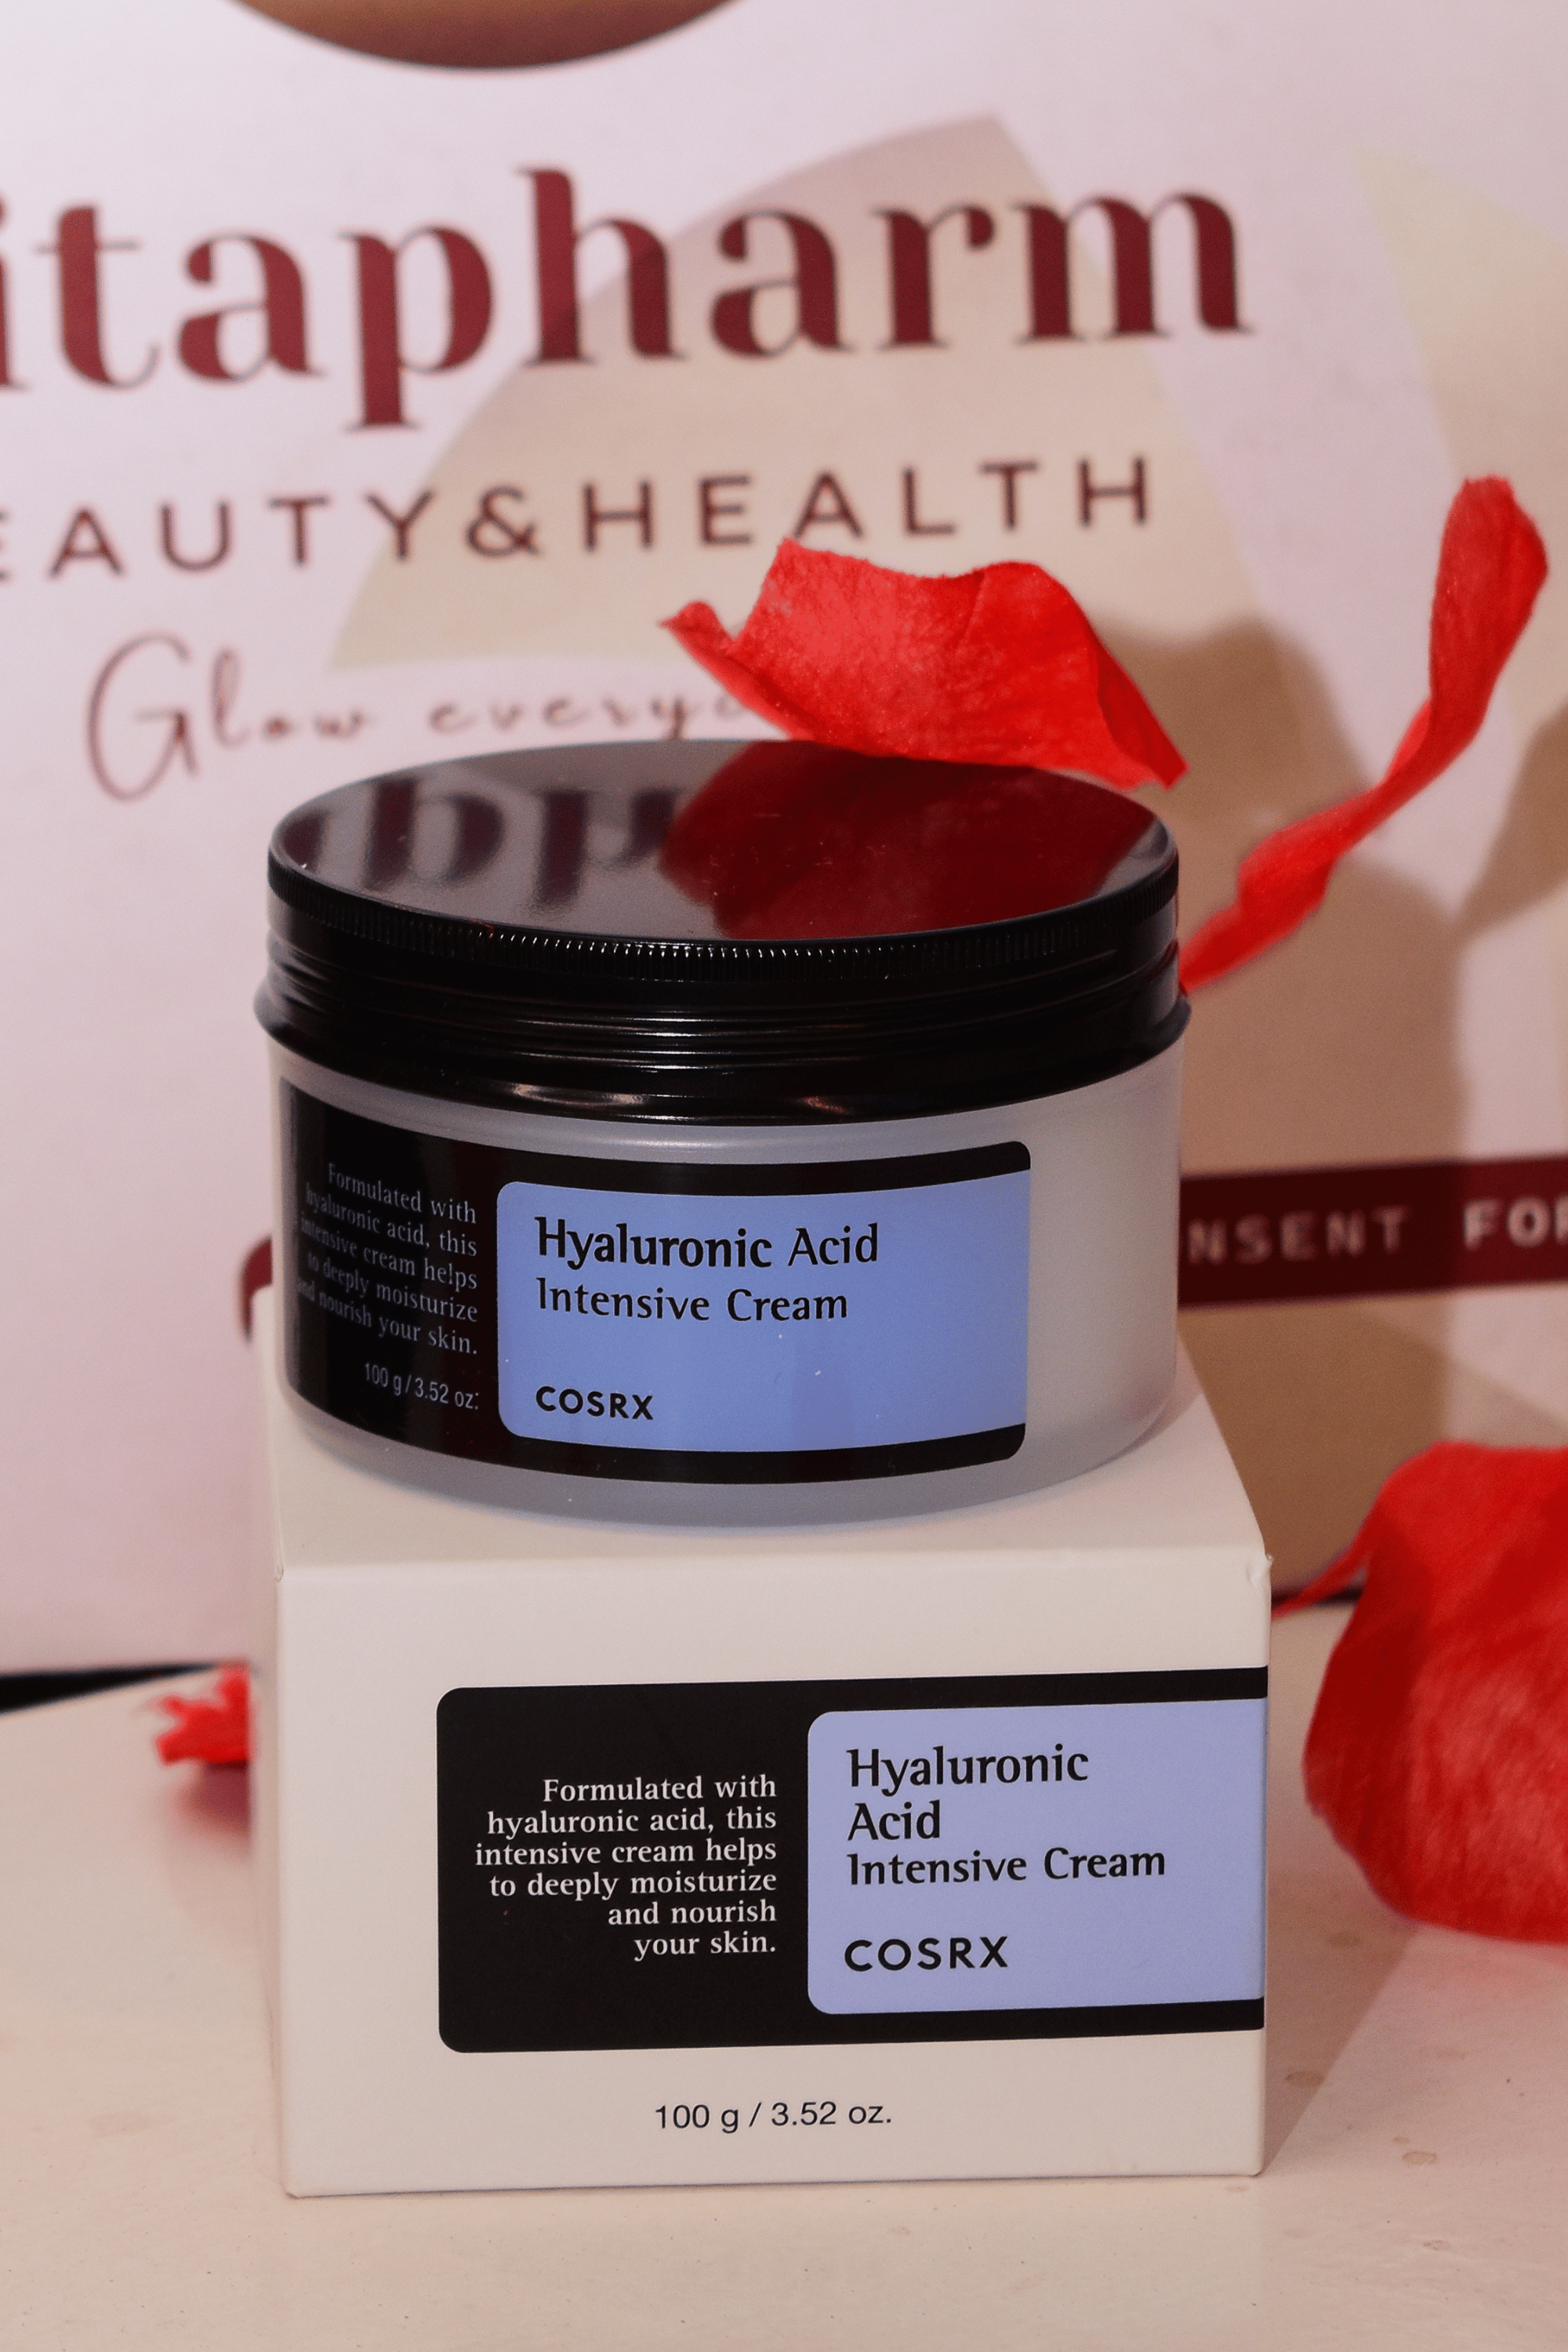 itapharm
EAUTY&HEALTH
Glow
Formulated with
hyaluronic acid, this
intensive cream helps
to deeply moisturize
and nourish your skin.
100 g / 3.52 oz.
Hyaluronic Acid
Intensive Cream
COSRX
NSENT FO
Formulated with
hyaluronic acid, this
intensive cream helps
to deeply moisturize
and nourish
your skin.
Hyaluronic
Acid
Intensive Cream
COSRX
100 g / 3.52 oz.